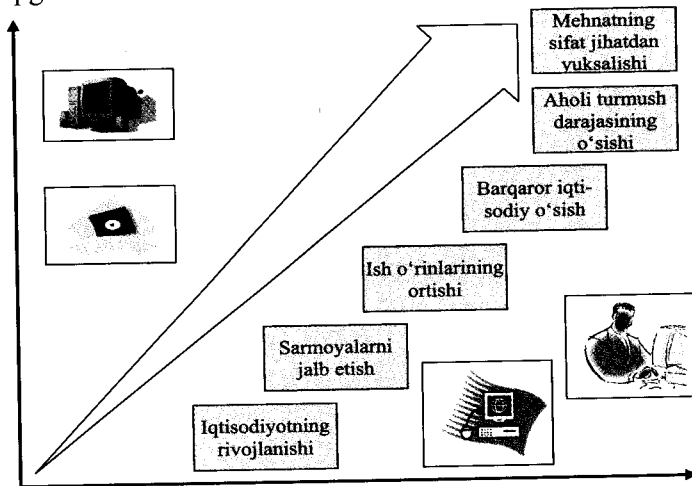 Mehnatning
sifat jihatdan
yuksalishi
Aholi turmush
darajasining
o‘sishi
Barqaror iqti-
sodiy o‘sish
Ish o‘rinlarining
ortishi
Sarmoyalarni
jalb etish
Iqtisodiyotning
rivojlanishi